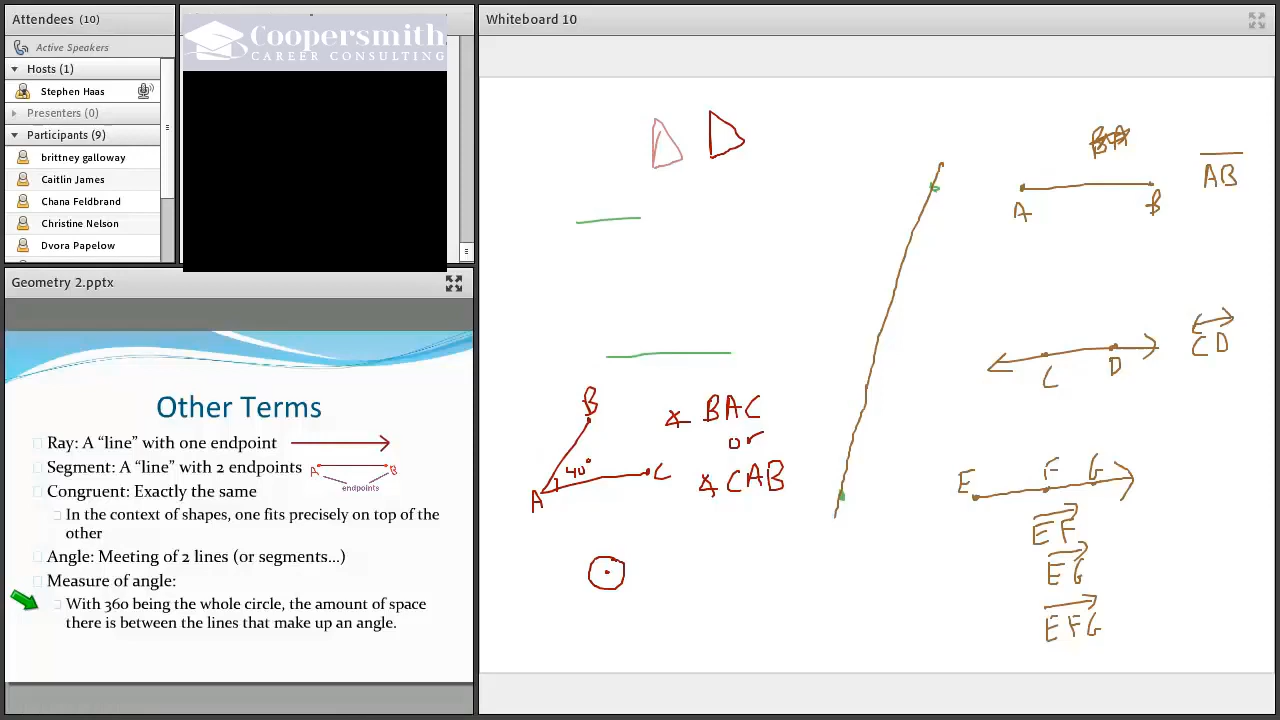 Attendees (10)
Active Speakers
Hosts (1)
Stephen Haas
Presenters (0)
Participants (9)
brittney galloway
Caitlin James
Chana Feldbrand
Christine Nelson
Dvora Papelow
Coopersmith
CAREER CONSULTING
Geometry 2.pptx
Other Terms
Ray: A “line” with one endpoint
Segment: A “line” with 2 endpoints
A B
endpoints
Congruent: Exactly the same
In the context of shapes, one fits precisely on top of the
other
Angle: Meeting of 2 lines (or segments...)
Measure of angle:
With 360 being the whole circle, the amount of space
there is between the lines that make up an angle.
Whiteboard 10
AB
A B
CD
C D
B
∡ BAC
or
40° C
∡ CAB
A
E F G
EF
EG
EFG